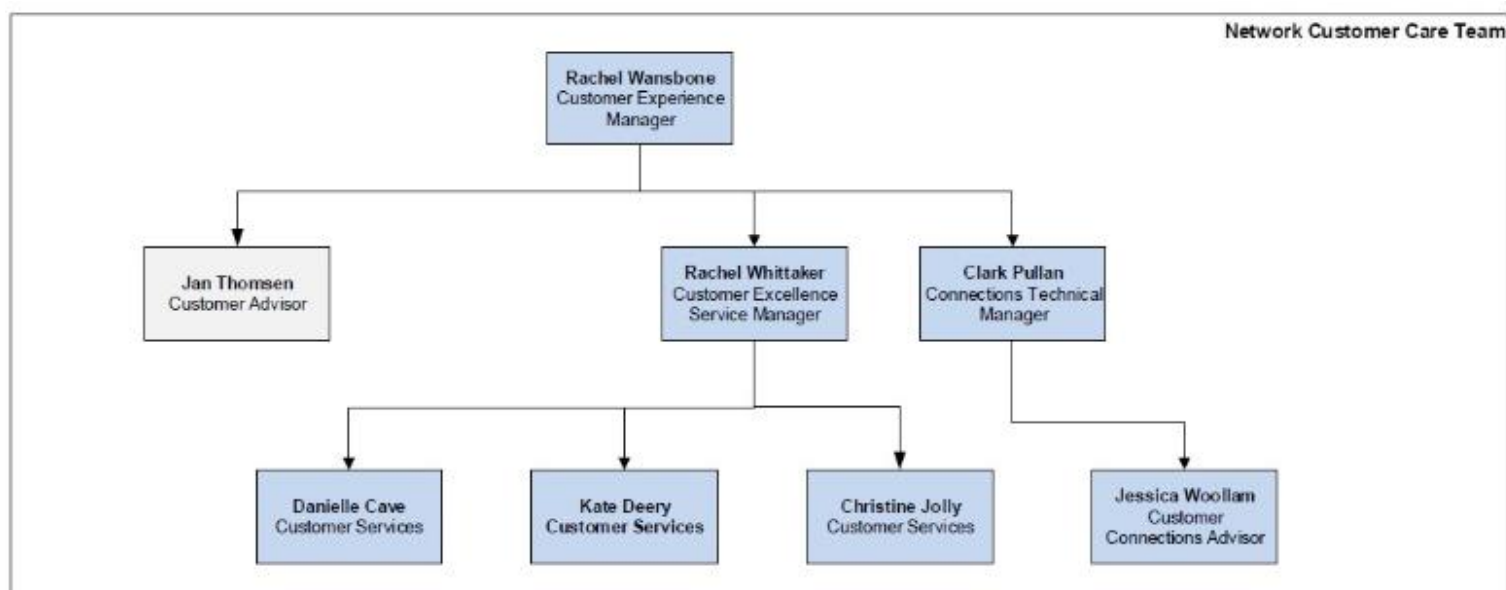 Network Customer Care Team
Rachel Wansbone
Customer Experience
Manager
Jan Thomsen
Customer Advisor
Rachel Whittaker
Customer Excellence
Service Manager
Clark Pullan
Connections Technical
Manager
Danielle Cave
Customer Services
Kate Deery
Customer Services
Christine Jolly
Customer Services
Jessica Woollam
Customer
Connections Advisor